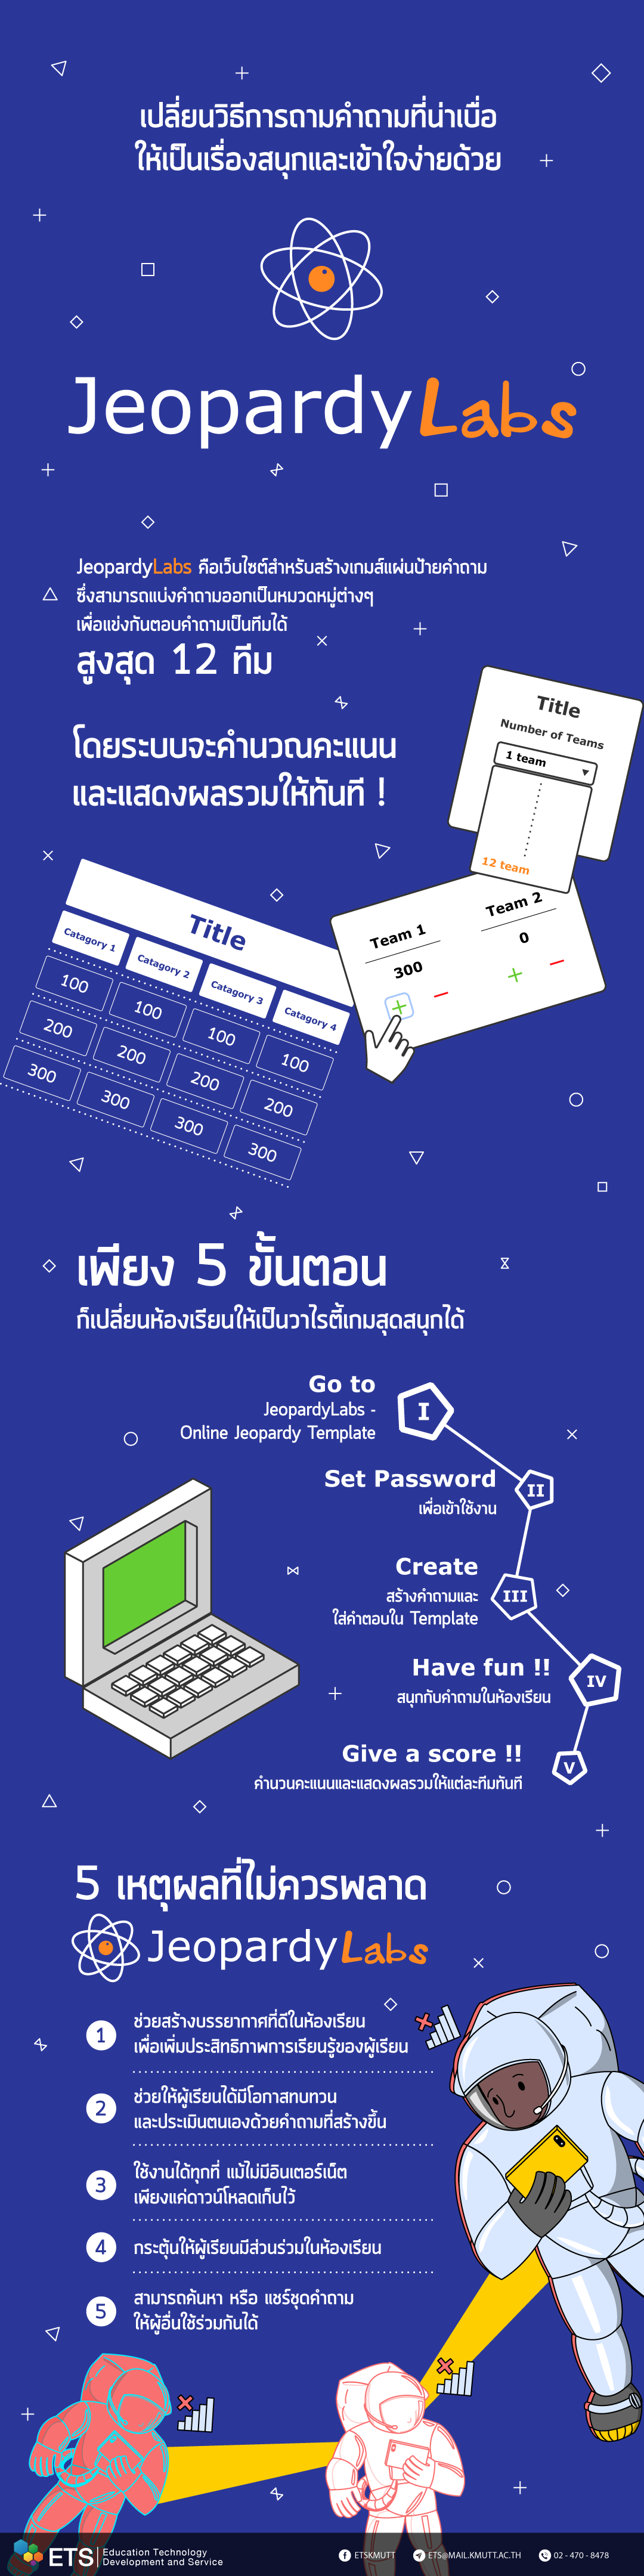 เปลี่ยนวิธีการถามคำถามที่น่าเบื่อ
ให้เป็นเรื่องสนุกและเข้าใจง่ายด้วย
JeopardyLabs
JeopardyLabs คือเว็บไซต์สำหรับสร้างเกมส์แผ่นป้ายคำถาม
ซึ่งสามารถแบ่งคำถามออกเป็นหมวดหมู่ต่างๆ
เพื่อแข่งกันตอบคำถามเป็นทีมได้
สูงสุด 12 ทีม
โดยระบบจะคำนวณคะแนน
และแสดงผลรวมให้ทันที !
Title
Number of Teams
1 team
12 team
Team 1
Team 2
300
0
Title
Catagory 1
Catagory 2
Catagory 3
Catagory 4
100
100
100
100
200
200
200
200
300
300
300
300
เพียง 5 ขั้นตอน
ก็เปลี่ยนห้องเรียนให้เป็นวาไรตี้เกมสุดสนุกได้
Go to
JeopardyLabs -
Online Jeopardy Template
I
Set Password
เพื่อเข้าใช้งาน
II
Create
สร้างคำถามและ
ใส่คำตอบใน Template
III
Have fun !!
สนุกกับคำถามในห้องเรียน
IV
Give a score !!
คำนวนคะแนนและแสดงผลรวมให้แต่ละทีมทันที
V
5 เหตุผลที่ไม่ควรพลาด
JeopardyLabs
1 ช่วยสร้างบรรยากาศที่ดีในห้องเรียน
เพื่อเพิ่มประสิทธิภาพการเรียนรู้ของผู้เรียน
2 ช่วยให้ผู้เรียนได้มีโอกาสทบทวน
และประเมินตนเองด้วยคำถามที่สร้างขึ้น
3 ใช้งานได้ทุกที่ แม้ไม่มีอินเตอร์เน็ต
เพียงแค่ดาวน์โหลดเก็บไว้
4 กระตุ้นให้ผู้เรียนมีส่วนร่วมในห้องเรียน
5 สามารถค้นหา หรือ แชร์ชุดคำถาม
ให้ผู้อื่นใช้ร่วมกันได้
ETS
Education Technology
Development and Service
ETSKMUTT
ETS@MAIL.KMUTT.AC.TH
02 - 470 - 8478